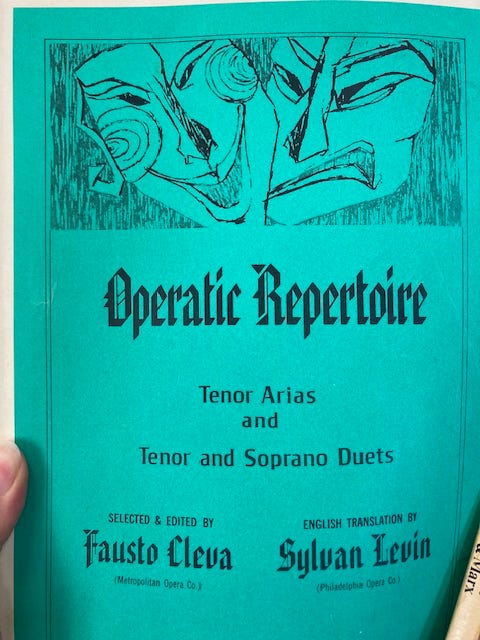 Operatic Repertoire
Tenor Arias
and
Tenor and Soprano Duets
SELECTED & EDITED BY
Fausto Cleva
(Metropolitan Opera Co.)
ENGLISH TRANSLATION BY
Sylvan Levin
(Philadelphia Opera Co.)
Marx